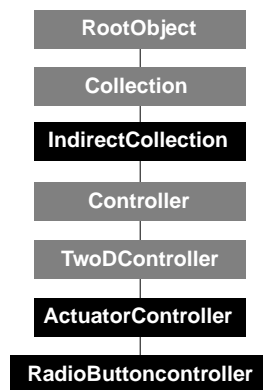 RootObject
Collection
IndirectCollection
Controller
TwoDController
ActuatorController
RadioButtoncontroller